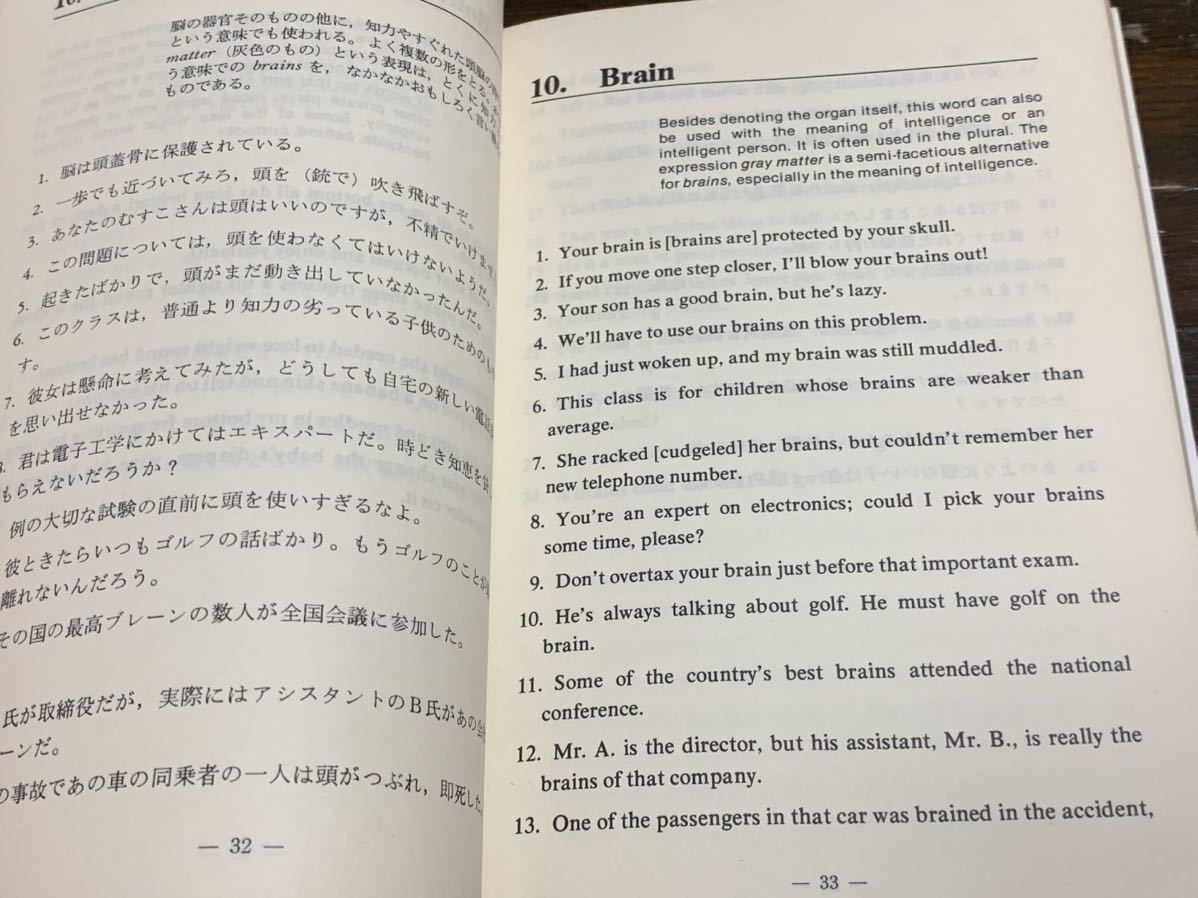 10.
脳の器官そのものの他に，知力やすぐれた頭脳の
という意味でも使われる。よく複数の形をとる。
matter（灰色のもの）という表現は，とくに知力
う意味での brains を，なかなかおもしろく言い
ものである。
1. 脳は頭蓋骨に保護されている。
2. 一歩でも近づいてみろ，頭を（銃で）吹き飛ばすぞ。
3. あなたのむすこさんは頭はいいのですが，不精でいけません
4. この問題については，頭を使わなくてはいけないようだ。
5. 起きたばかりで，頭がまだ動き出していなかったんだ。
6. このクラスは，普通より知力の劣っている子供のためのもの
す。
7. 彼女は懸命に考えてみたが，どうしても自宅の新しい電話
を思い出せなかった。
君は電子工学にかけてはエキスパートだ。時どき知恵を貸し
もらえないだろうか？
例の大切な試験の直前に頭を使いすぎるなよ。
彼ときたらいつもゴルフの話ばかり。もうゴルフのことが
離れないんだろう。
その国の最高ブレーンの数人が全国会議に参加した。
氏が取締役だが，実際にはアシスタントのB氏があの会
ーンだ。
の事故であの車の同乗者の一人は頭がつぶれ，即死した。
— 32 —
10. Brain
Besides denoting the organ itself, this word can also
be used with the meaning of intelligence or an
intelligent person. It is often used in the plural. The
expression gray matter is a semi-facetious alternative
for brains, especially in the meaning of intelligence.
1. Your brain is [brains are] protected by your skull.
2. If you move one step closer, I'll blow your brains out!
3. Your son has a good brain, but he's lazy.
4. We'll have to use our brains on this problem.
5. I had just woken up, and my brain was still muddled.
6. This class is for children whose brains are weaker than
average.
7. She racked [cudgeled] her brains, but couldn't remember her
new telephone number.
8. You're an expert on electronics; could I pick your brains
some time, please?
9. Don't overtax your brain just before that important exam.
10. He's always talking about golf. He must have golf on the
brain.
11. Some of the country's best brains attended the national
conference.
12. Mr. A. is the director, but his assistant, Mr. B., is really the
brains of that company.
13. One of the passengers in that car was brained in the accident,
— 33 —